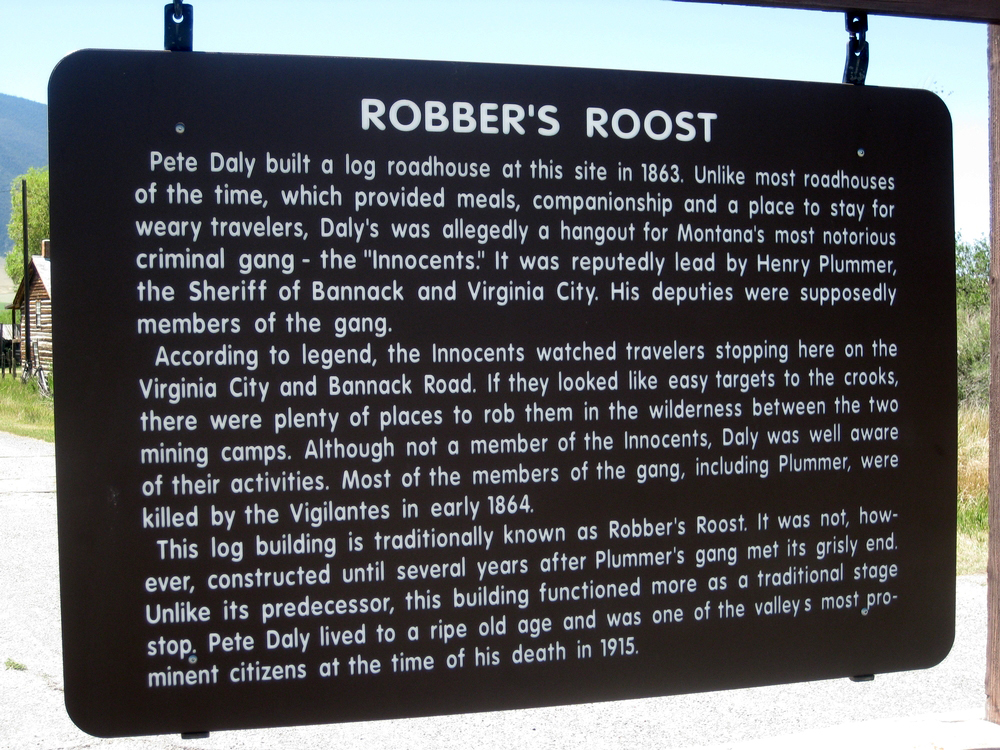 ROBBER'S ROOST
Pete Daly built a log roadhouse at this site in 1863. Unlike most roadhouses
of the time, which provided meals, companionship and a place to stay for
weary travelers, Daly's was allegedly a hangout for Montana's most notorious
criminal gang - the "Innocents." It was reputedly lead by Henry Plummer,
the Sheriff of Bannack and Virginia City. His deputies were supposedly
members of the gang.
According to legend, the Innocents watched travelers stopping here on the
Virginia City and Bannack Road. If they looked like easy targets to the crooks,
there were plenty of places to rob them in the wilderness between the two
mining camps. Although not a member of the Innocents, Daly was well aware
of their activities. Most of the members of the gang, including Plummer, were
killed by the Vigilantes in early 1864.
This log building is traditionally known as Robber's Roost. It was not, how-
ever, constructed until several years after Plummer's gang met its grisly end.
Unlike its predecessor, this building functioned more as a traditional stage
stop. Pete Daly lived to a ripe old age and was one of the valley's most pro-
minent citizens at the time of his death in 1915.